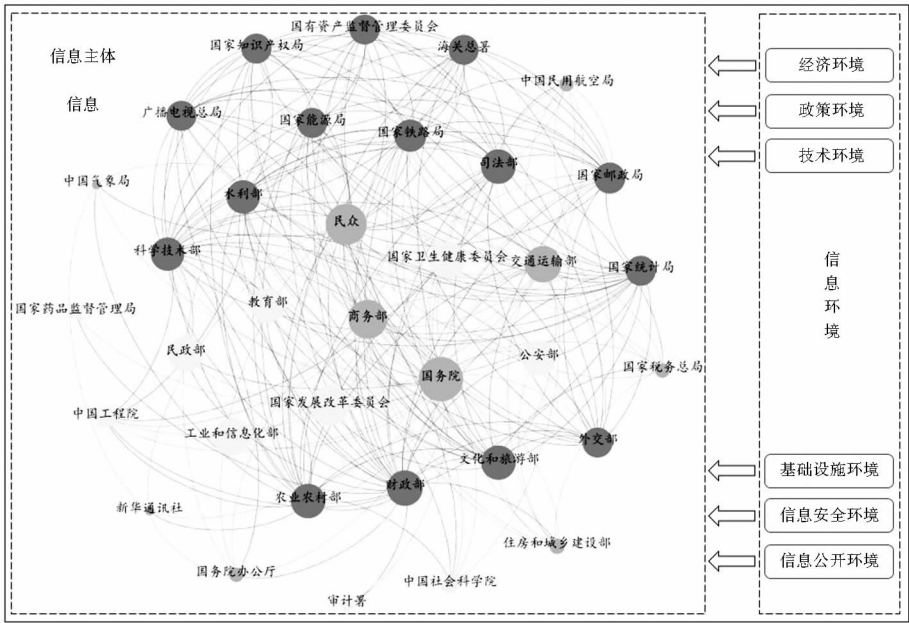 国有资产监督管理委员会
国家知识产权局
海关总署
信息主体
中国民用航空局
信息
广播电视总局
国家能源局
国家铁路局
司法部
国家邮政局
中国气象局
水利部
民众
科学技术部
国家卫生健康委员会
交通运输部
国家统计局
教育部
国家药品监督管理局
商务部
民政部
公安部
国家税务总局
国务院
国家发展改革委员会
中国工程院
工业和信息化部
外交部
文化和旅游部
财政部
农业农村部
新华通讯社
住房和城乡建设部
国务院办公厅
中国社会科学院
审计署
经济环境
政策环境
技术环境
信息环境
基础设施环境
信息安全环境
信息公开环境